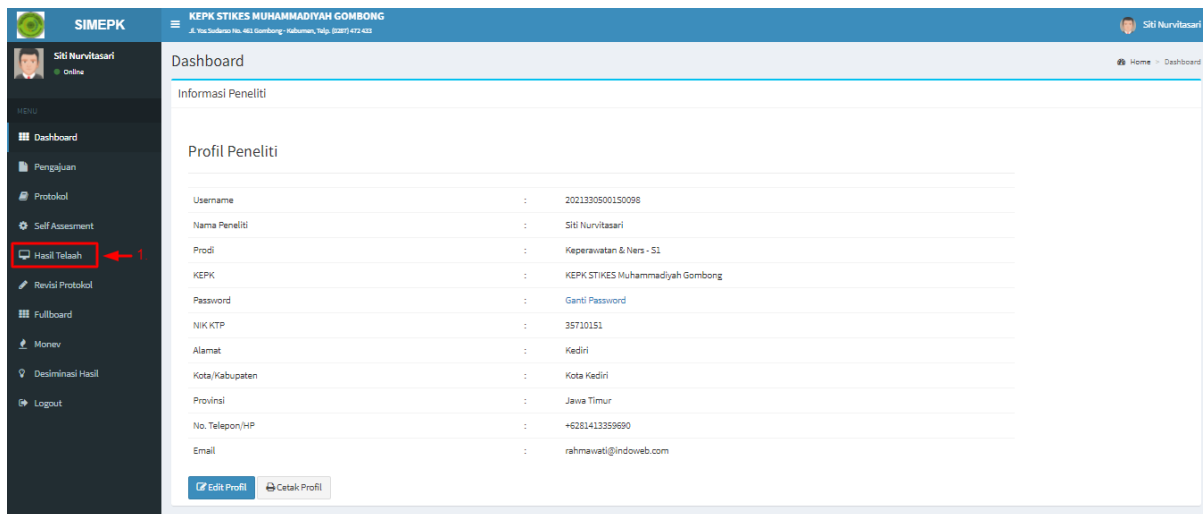 SIMEPK
KEPK STIKES MUHAMMADIYAH GOMBONG
Jl. Yos Sudarso No. 461 Gombong - Kebumen, Telp. (0287) 472 433
Siti Nurvitasari
Siti Nurvitasari
Online
Dashboard
Home > Dashboard
Informasi Peneliti
MENU
Dashboard
Pengajuan
Protokol
Self Assesment
Hasil Telaah
1
Revisi Protokol
Fullboard
Monev
Desiminasi Hasil
Logout
Profil Peneliti
Username : 2021330500150098
Nama Peneliti : Siti Nurvitasari
Prodi : Keperawatan & Ners - S1
KEPK : KEPK STIKES Muhammadiyah Gombong
Password : Ganti Password
NIK KTP : 35710151
Alamat : Kediri
Kota/Kabupaten : Kota Kediri
Provinsi : Jawa Timur
No. Telepon/HP : +6281413359690
Email : rahmawati@indoweb.com
Edit Profil
Cetak Profil